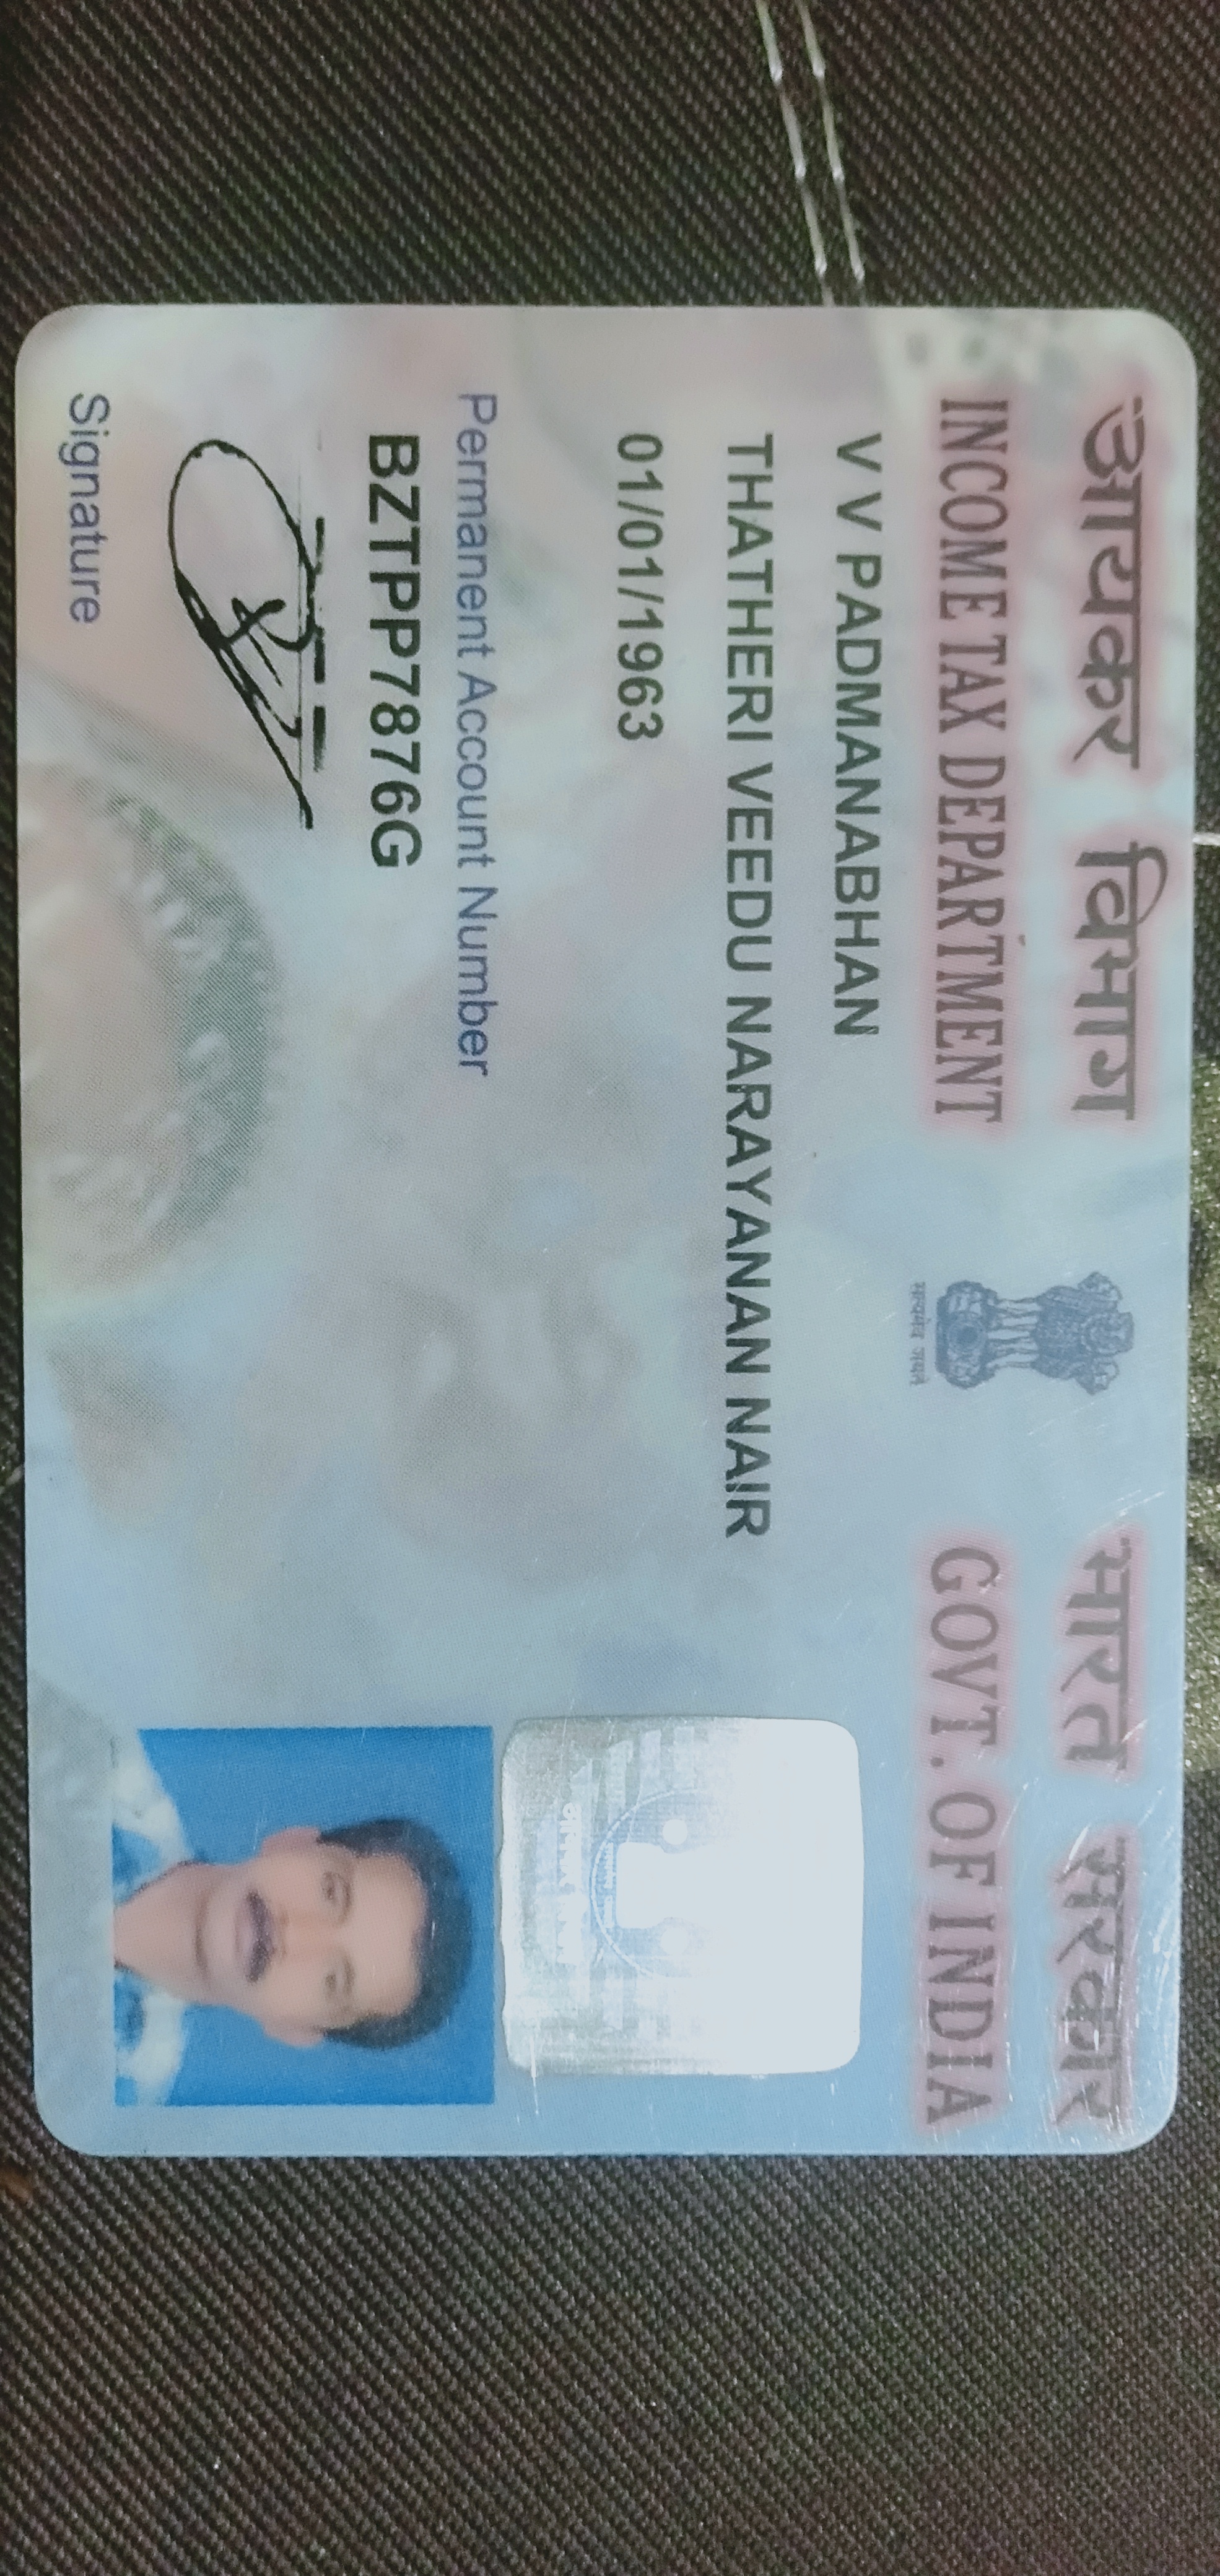 आयकर विभाग
INCOME TAX DEPARTMENT
सत्यमेव जयते
भारत सरकार
GOVT. OF INDIA
V V PADMANABHAN
THATHERI VEEDU NARAYANAN NAIR
01/01/1963
Permanent Account Number
BZTPP7876G
Signature